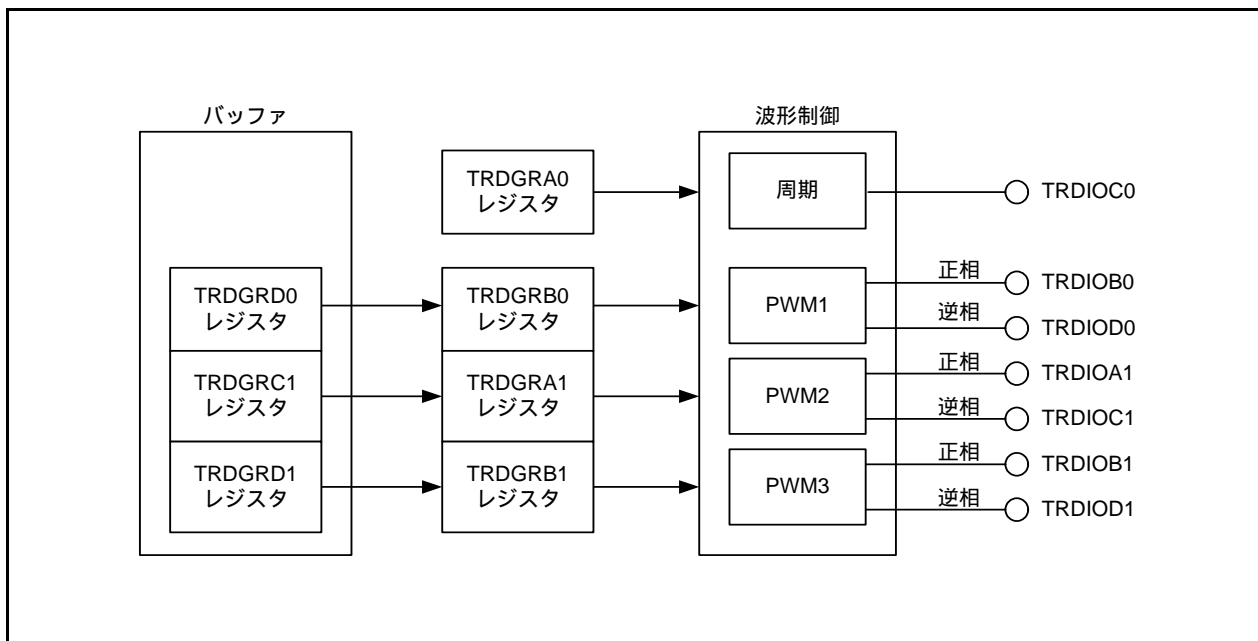 バッファ
波形制御
TRDGRA0
レジスタ
周期
TRDIOC0
TRDGRD0
レジスタ
TRDGRB0
レジスタ
PWM1
正相
TRDIOB0
逆相
TRDIOD0
TRDGRC1
レジスタ
TRDGRA1
レジスタ
PWM2
正相
TRDIOA1
逆相
TRDIOC1
TRDGRD1
レジスタ
TRDGRB1
レジスタ
PWM3
正相
TRDIOB1
逆相
TRDIOD1